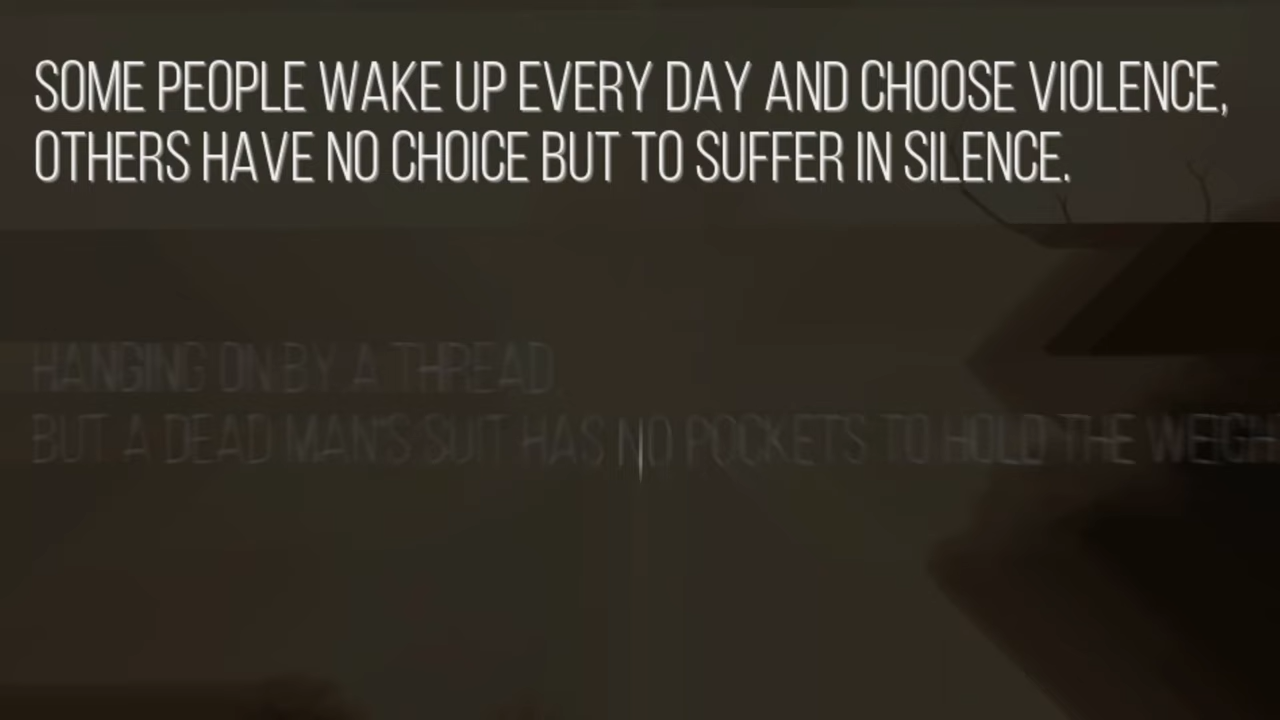 SOME PEOPLE WAKE UP EVERY DAY AND CHOOSE VIOLENCE,
OTHERS HAVE NO CHOICE BUT TO SUFFER IN SILENCE.
HANGING ON BY A THREAD,
BUT A DEAD MAN'S SUIT HAS NO POCKETS TO HOLD THE WEIGH